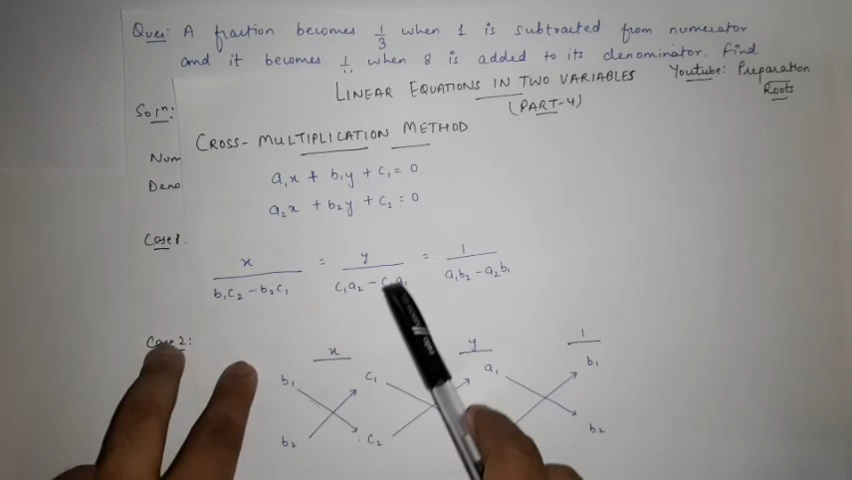 Ques: A fraction becomes 1/3 when 1 is subtracted from numerator
and it becomes 1/ when 8 is added to its denominator. Find
LINEAR EQUATIONS IN TWO VARIABLES
Youtube: Preparation
Roots
(PART-4)
Solⁿ:
CROSS-MULTIPLICATION METHOD
Num
Deno
a₁x + b₁y + c₁ = 0
a₂x + b₂y + c₂ = 0
Case 1.
x = y = 1
b₁c₂ - b₂c₁ c₁a₂ - c a₁ a₁b₂ - a₂b₁
Case 2:
x y 1
b₁ c₁ a₁ b₁
b₂ c₂ b₂